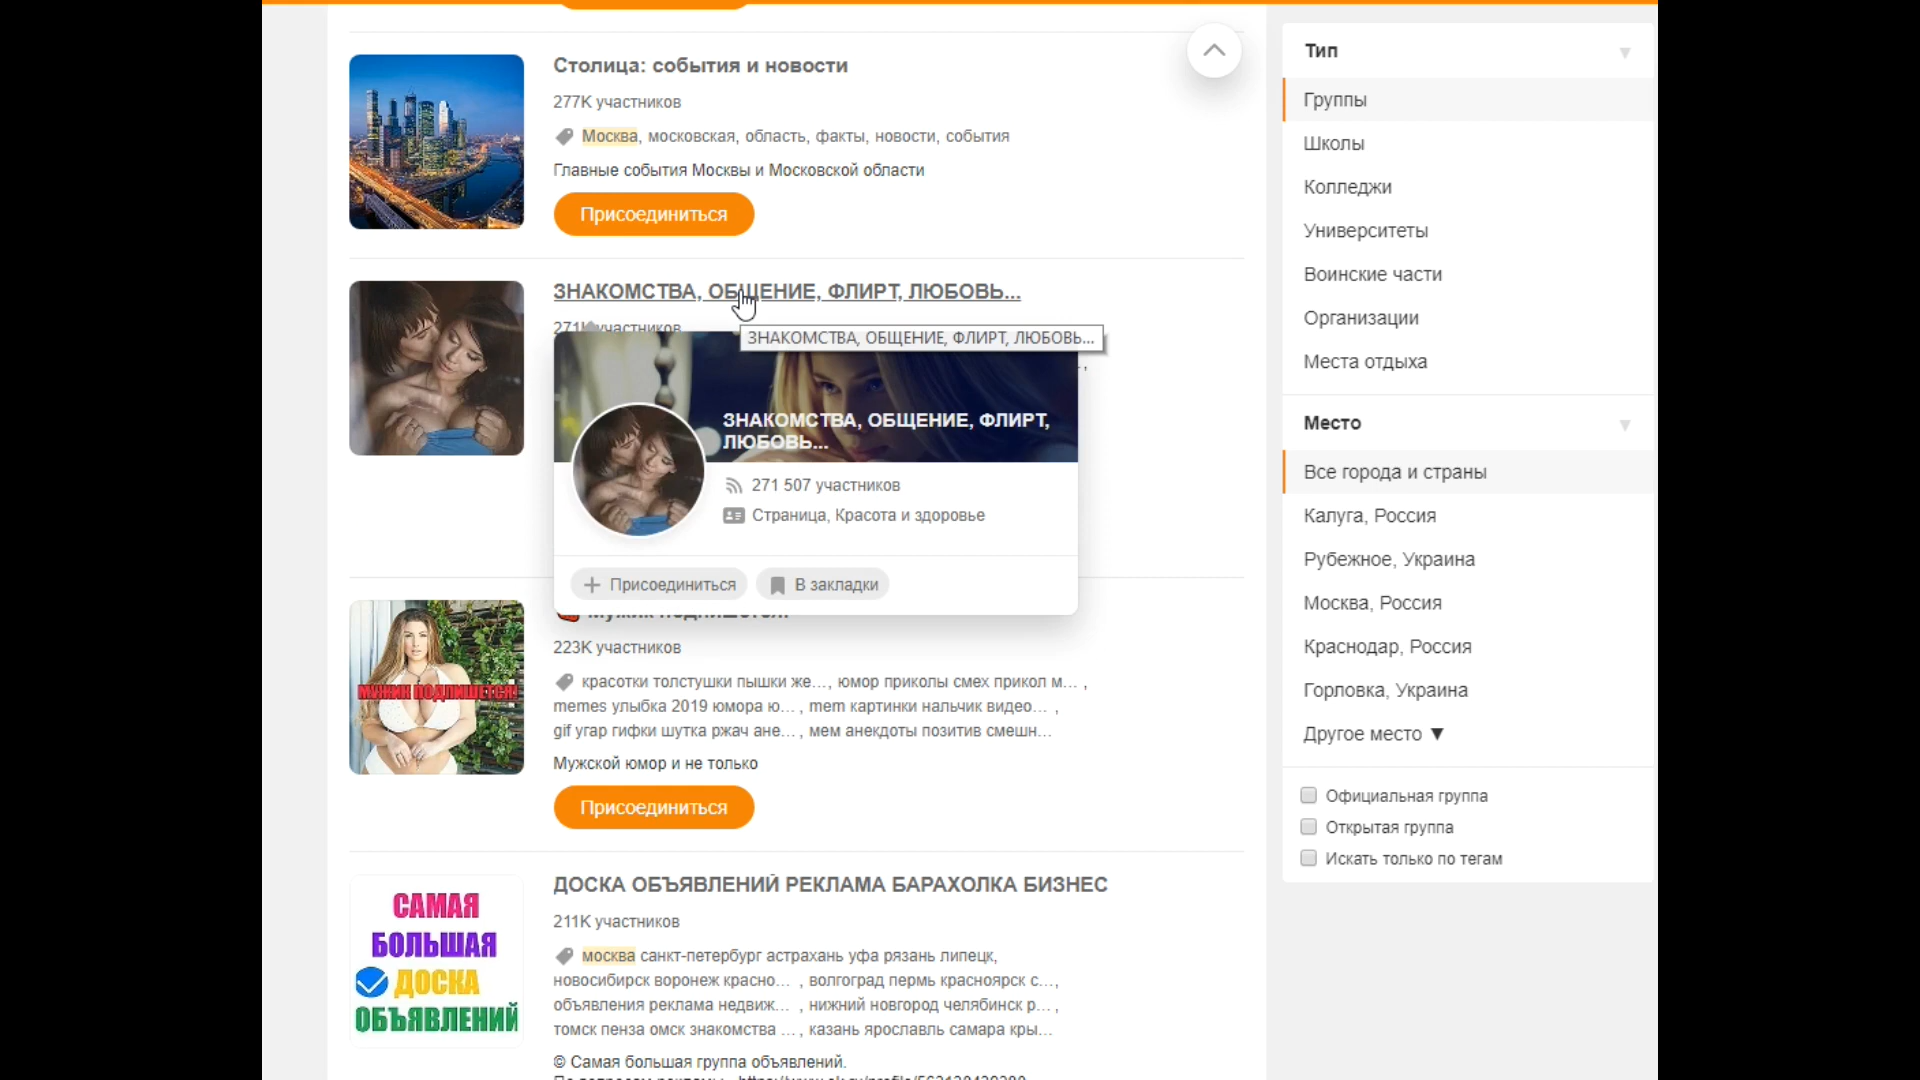 Столица: события и новости
277K участников
Москва, московская, область, факты, новости, события
Главные события Москвы и Московской области
Присоединиться
ЗНАКОМСТВА, ОБЩЕНИЕ, ФЛИРТ, ЛЮБОВЬ...
участников
ЗНАКОМСТВА, ОБЩЕНИЕ, ФЛИРТ, ЛЮБОВЬ...
ЗНАКОМСТВА, ОБЩЕНИЕ, ФЛИРТ,
ЛЮБОВЬ...
271 507 участников
Страница, Красота и здоровье
Присоединиться
В закладки
МУЖИК ПОДПИШЕТСЯ!
223K участников
красотки толстушки пышки же..., юмор приколы смех прикол м... ,
memes улыбка 2019 юмора ю... , mem картинки нальчик видео... ,
gif угар гифки шутка ржач ане... , мем анекдоты позитив смешн...
Мужской юмор и не только
Присоединиться
САМАЯ
БОЛЬШАЯ
ДОСКА
ОБЪЯВЛЕНИЙ
ДОСКА ОБЪЯВЛЕНИЙ РЕКЛАМА БАРАХОЛКА БИЗНЕС
211K участников
москва санкт-петербург астрахань уфа рязань липецк,
новосибирск воронеж красно... , волгоград пермь красноярск с...,
объявления реклама недвиж... , нижний новгород челябинск р... ,
томск пенза омск знакомства ... , казань ярославль самара кры...
© Самая большая группа объявлений.
Тип
Группы
Школы
Колледжи
Университеты
Воинские части
Организации
Места отдыха
Место
Все города и страны
Калуга, Россия
Рубежное, Украина
Москва, Россия
Краснодар, Россия
Горловка, Украина
Другое место ▼
Официальная группа
Открытая группа
Искать только по тегам